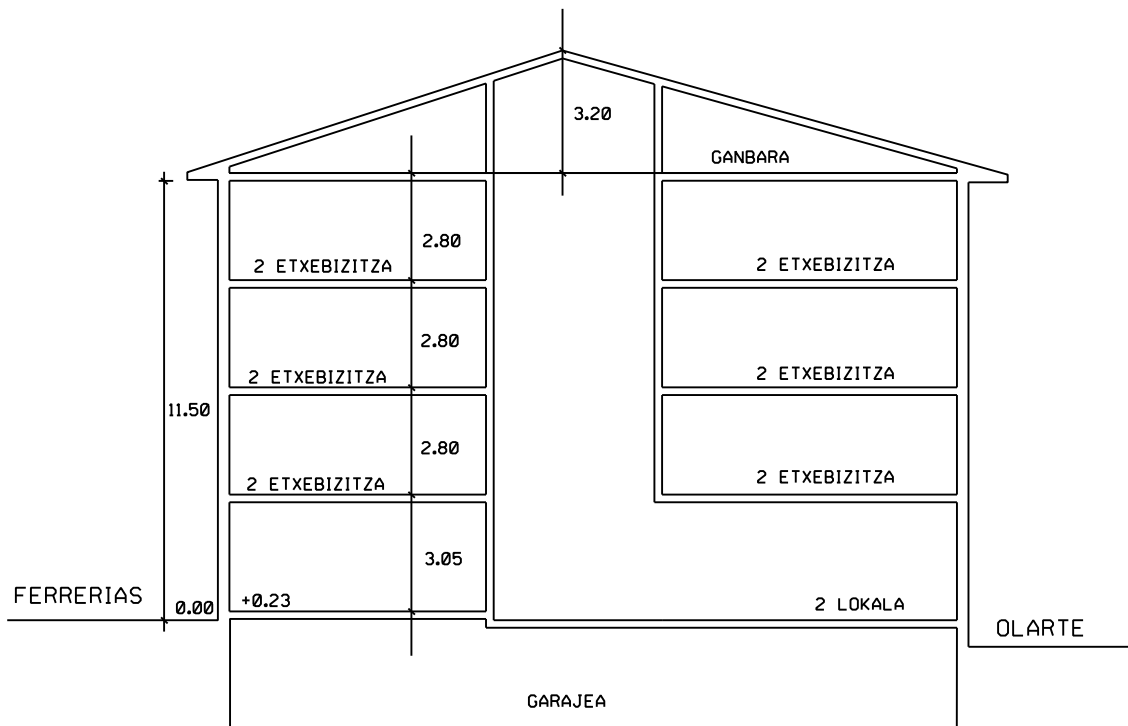 3.20
GANBARA
2.80
2 ETXEBIZITZA
2 ETXEBIZITZA
2.80
2 ETXEBIZITZA
2 ETXEBIZITZA
11.50
2.80
2 ETXEBIZITZA
2 ETXEBIZITZA
3.05
FERRERIAS
0.00
+0.23
2 LOKALA
OLARTE
GARAJEA